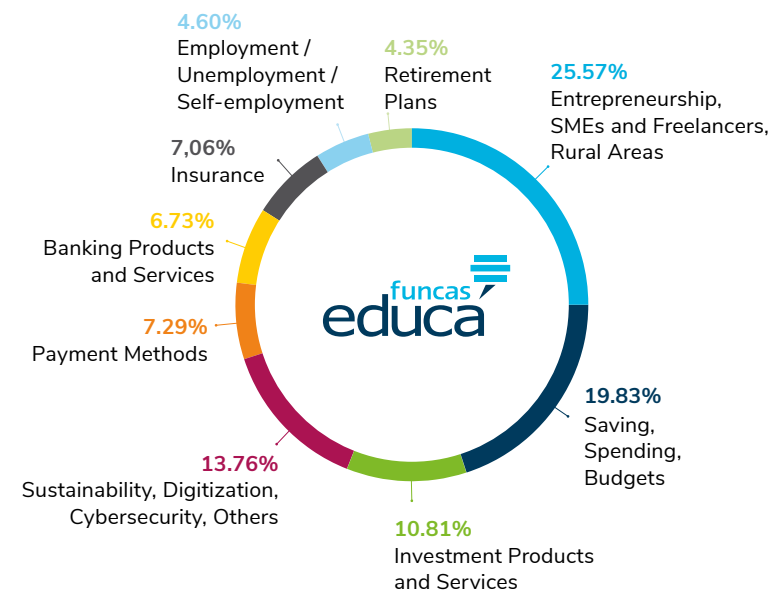 4.60%
Employment /
Unemployment /
Self-employment
4.35%
Retirement
Plans
25.57%
Entrepreneurship,
SMEs and Freelancers,
Rural Areas
7,06%
Insurance
6.73%
Banking Products
and Services
funcas
educa
7.29%
Payment Methods
19.83%
Saving,
Spending,
Budgets
13.76%
Sustainability, Digitization,
Cybersecurity, Others
10.81%
Investment Products
and Services